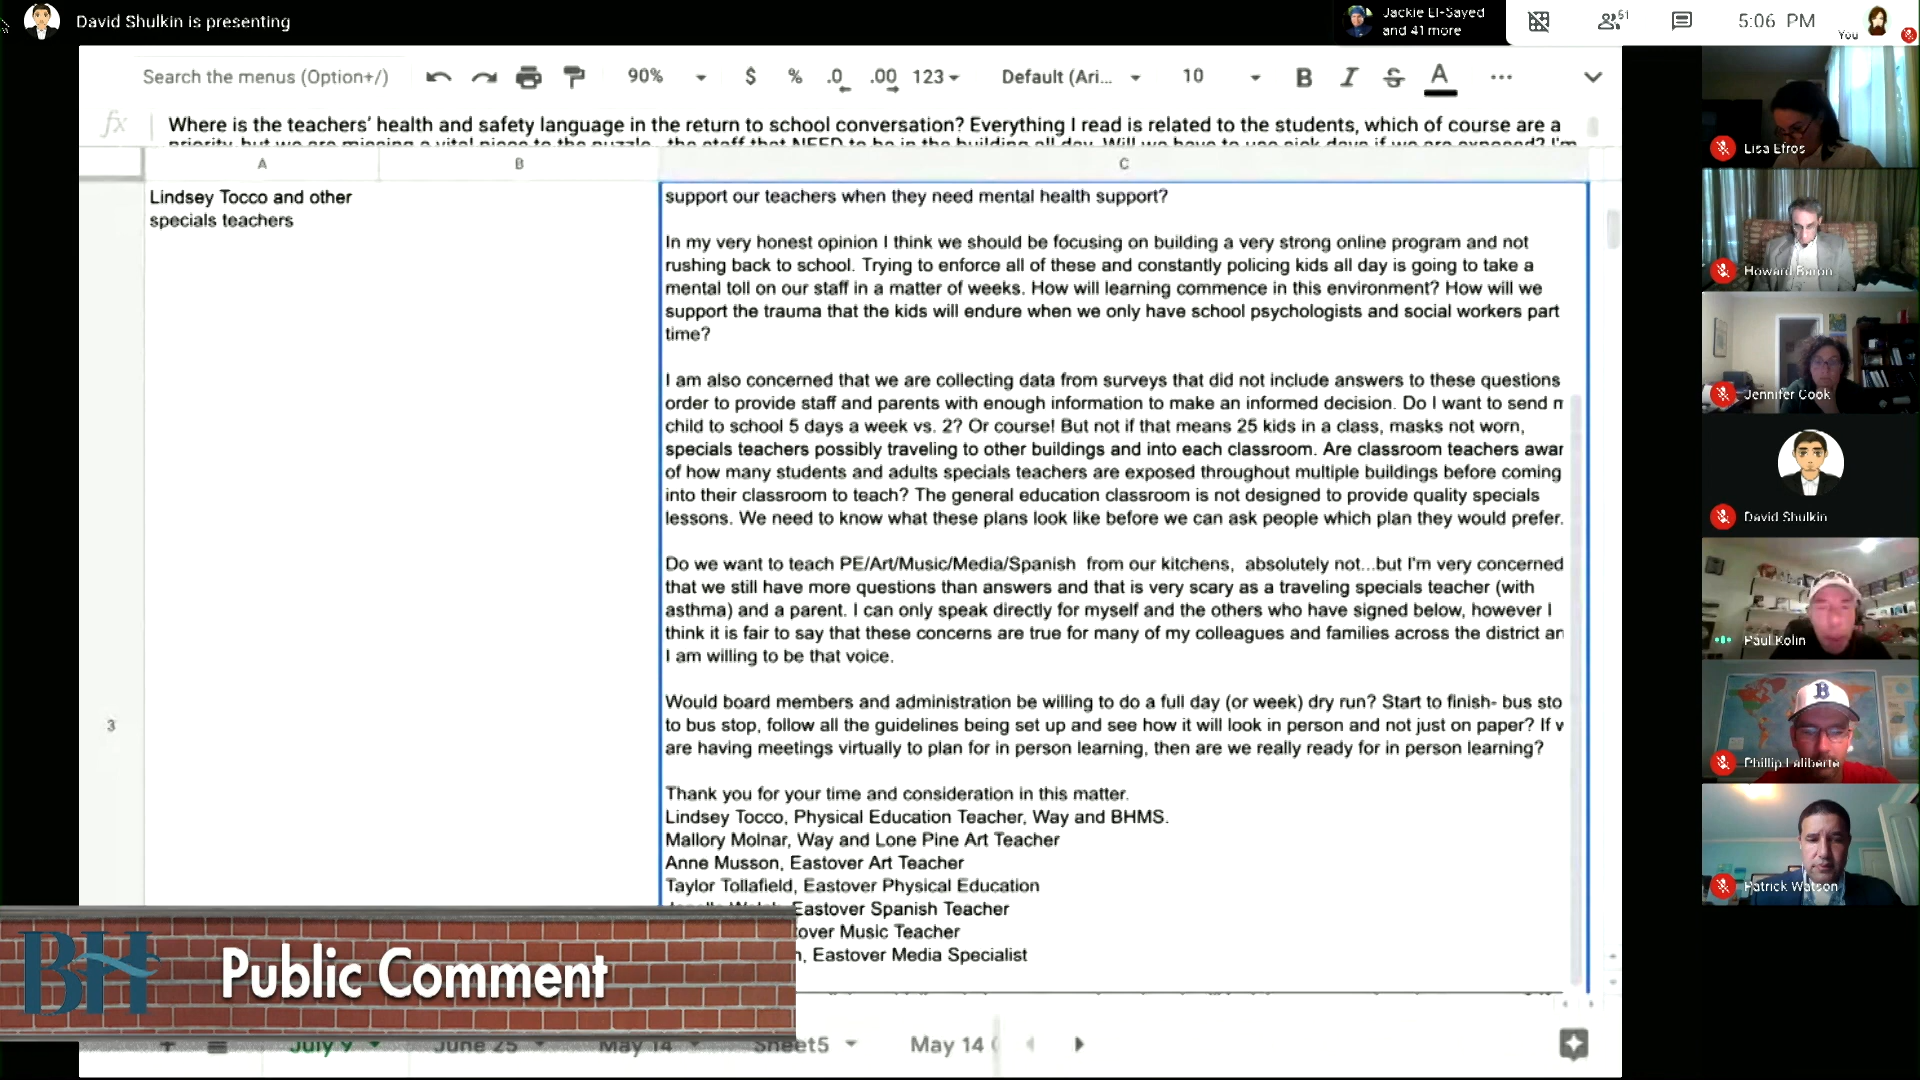 David Shulkin is presenting
Jackie El-Sayed
and 41 more
61
5:06 PM
You
Search the menus (Option+/)
90%
$
%
.0
.00
123
Default (Ari...
10
B
I
S
A
...
fx
Where is the teachers' health and safety language in the return to school conversation? Everything I read is related to the students, which of course are a
A
B
C
Lindsey Tocco and other
specials teachers
3
support our teachers when they need mental health support?
In my very honest opinion I think we should be focusing on building a very strong online program and not
rushing back to school. Trying to enforce all of these and constantly policing kids all day is going to take a
mental toll on our staff in a matter of weeks. How will learning commence in this environment? How will we
support the trauma that the kids will endure when we only have school psychologists and social workers part
time?
I am also concerned that we are collecting data from surveys that did not include answers to these questions
order to provide staff and parents with enough information to make an informed decision. Do I want to send
child to school 5 days a week vs. 2? Or course! But not if that means 25 kids in a class, masks not worn,
specials teachers possibly traveling to other buildings and into each classroom. Are classroom teachers awar
of how many students and adults specials teachers are exposed throughout multiple buildings before coming
into their classroom to teach? The general education classroom is not designed to provide quality specials
lessons. We need to know what these plans look like before we can ask people which plan they would prefer.
Do we want to teach PE/Art/Music/Media/Spanish from our kitchens, absolutely not...but I'm very concerned
that we still have more questions than answers and that is very scary as a traveling specials teacher (with
asthma) and a parent. I can only speak directly for myself and the others who have signed below, however I
think it is fair to say that these concerns are true for many of my colleagues and families across the district an
I am willing to be that voice.
Would board members and administration be willing to do a full day (or week) dry run? Start to finish- bus sto
to bus stop, follow all the guidelines being set up and see how it will look in person and not just on paper? If
are having meetings virtually to plan for in person learning, then are we really ready for in person learning?
Thank you for your time and consideration in this matter.
Lindsey Tocco, Physical Education Teacher, Way and BHMS.
Mallory Molnar, Way and Lone Pine Art Teacher
Anne Musson, Eastover Art Teacher
Taylor Tollafield, Eastover Physical Education
Eastover Spanish Teacher
tover Music Teacher
n, Eastover Media Specialist
BH
Public Comment
July 9
June 25
May 14
Sheet5
May 14 (
Lisa Efros
Howard Baron
Jennifer Cook
David Shulkin
Paul Kolin
B
Phillip Laliberte
Patrick Watson